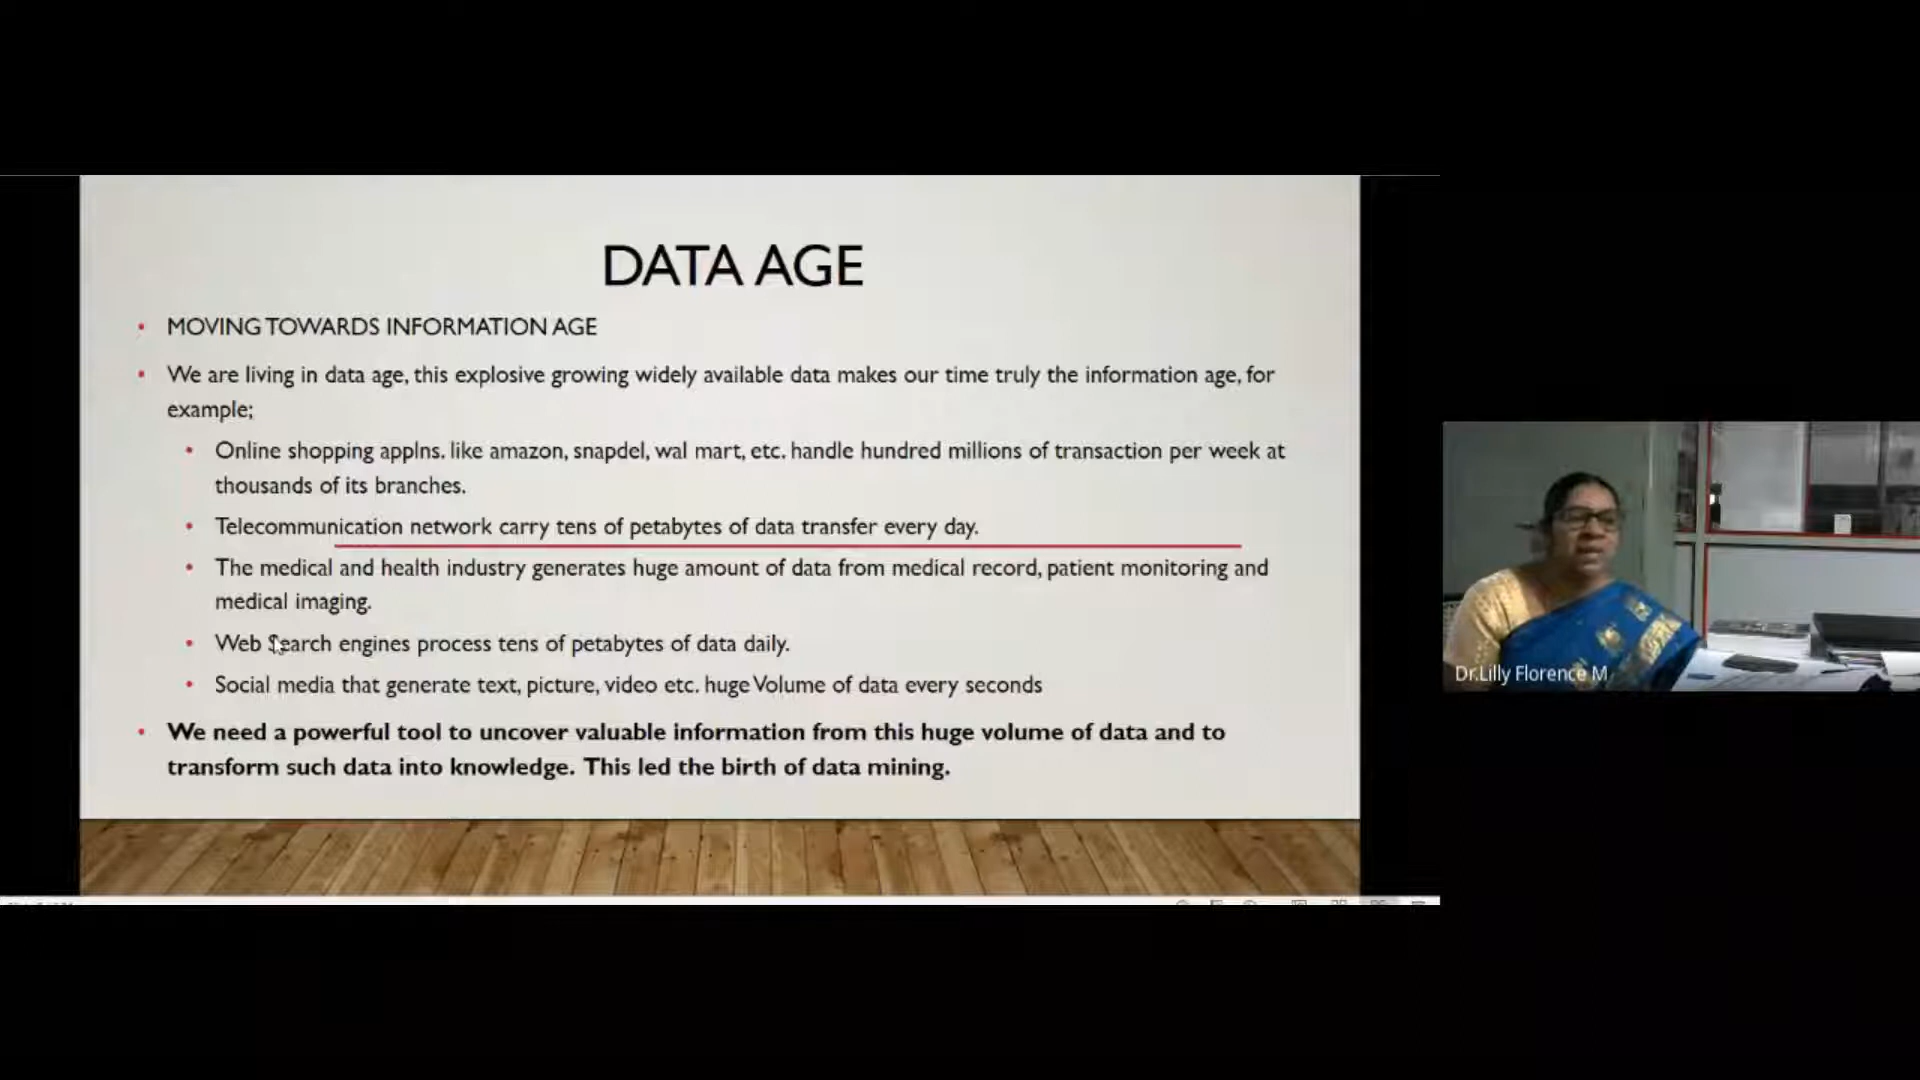 DATA AGE
MOVING TOWARDS INFORMATION AGE
We are living in data age, this explosive growing widely available data makes our time truly the information age, for
example;
Online shopping applns. like amazon, snapdel, wal mart, etc. handle hundred millions of transaction per week at
thousands of its branches.
Telecommunication network carry tens of petabytes of data transfer every day.
The medical and health industry generates huge amount of data from medical record, patient monitoring and
medical imaging.
Web Search engines process tens of petabytes of data daily.
Social media that generate text, picture, video etc. huge Volume of data every seconds
We need a powerful tool to uncover valuable information from this huge volume of data and to
transform such data into knowledge. This led the birth of data mining.
Dr.Lilly Florence M